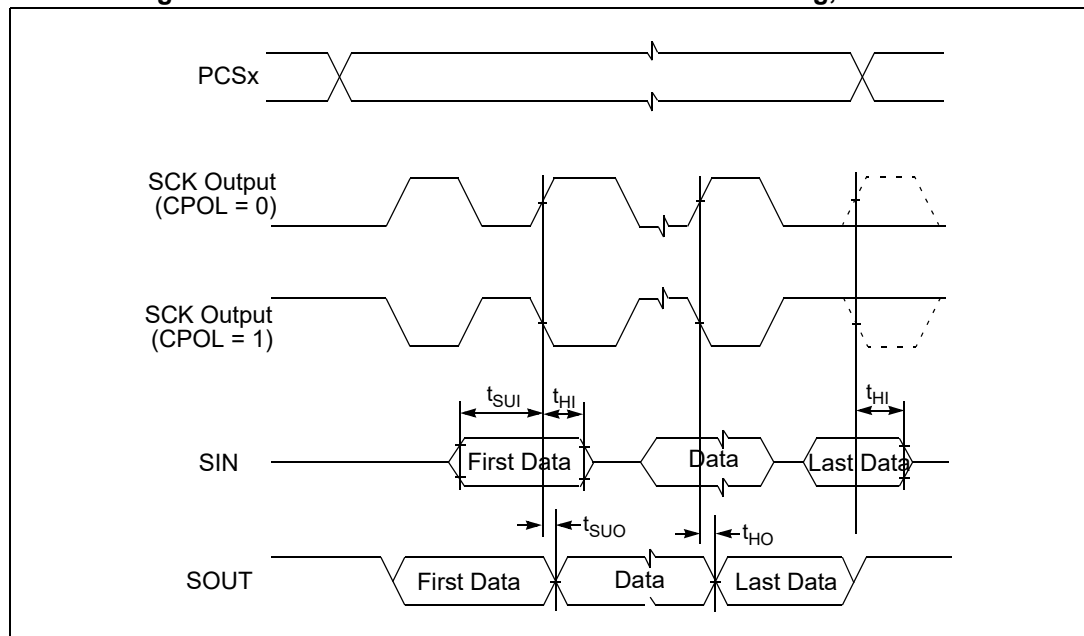 PCSx
SCK Output
(CPOL = 0)
SCK Output
(CPOL = 1)
tSUI
tHI
tHI
SIN
First Data
Data
Last Data
tSUO
tHO
SOUT
First Data
Data
Last Data